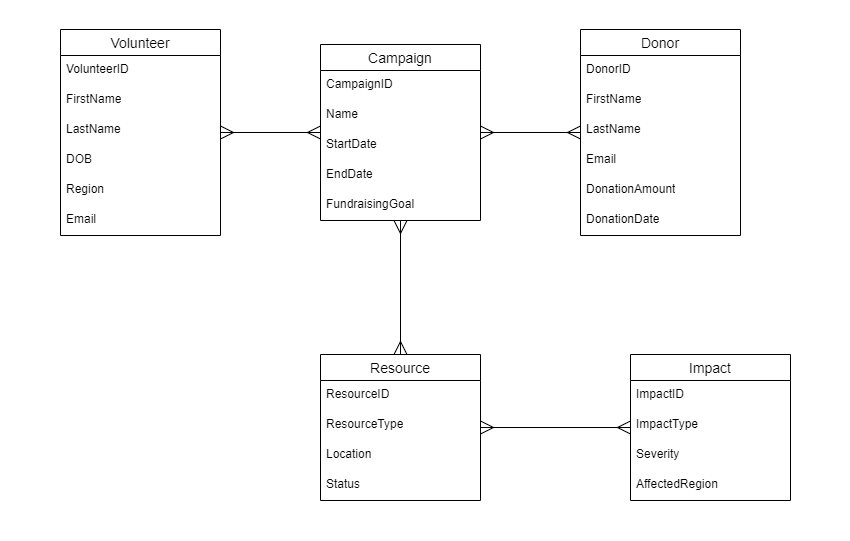 Volunteer
VolunteerID
FirstName
LastName
DOB
Region
Email
Campaign
CampaignID
Name
StartDate
EndDate
FundraisingGoal
Donor
DonorID
FirstName
LastName
Email
DonationAmount
DonationDate
Resource
ResourceID
ResourceType
Location
Status
Impact
ImpactID
ImpactType
Severity
AffectedRegion